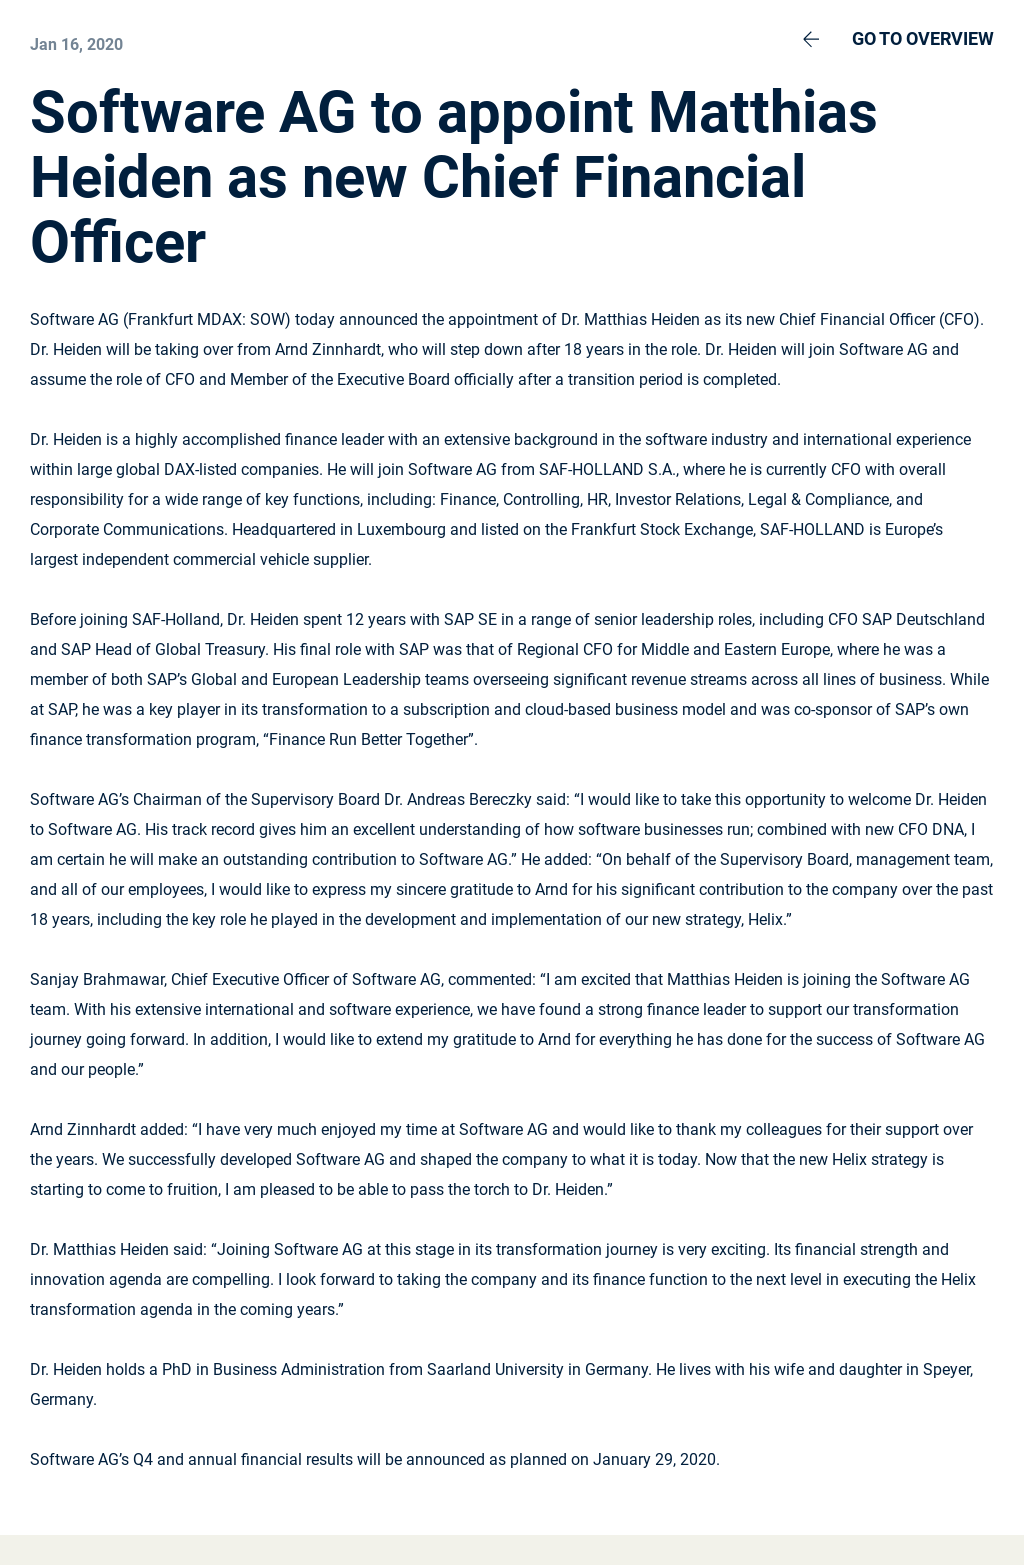 Jan 16, 2020
GO TO OVERVIEW
Software AG to appoint Matthias
Heiden as new Chief Financial
Officer
Software AG (Frankfurt MDAX: SOW) today announced the appointment of Dr. Matthias Heiden as its new Chief Financial Officer (CFO).
Dr. Heiden will be taking over from Arnd Zinnhardt, who will step down after 18 years in the role. Dr. Heiden will join Software AG and
assume the role of CFO and Member of the Executive Board officially after a transition period is completed.
Dr. Heiden is a highly accomplished finance leader with an extensive background in the software industry and international experience
within large global DAX-listed companies. He will join Software AG from SAF-HOLLAND S.A., where he is currently CFO with overall
responsibility for a wide range of key functions, including: Finance, Controlling, HR, Investor Relations, Legal & Compliance, and
Corporate Communications. Headquartered in Luxembourg and listed on the Frankfurt Stock Exchange, SAF-HOLLAND is Europe’s
largest independent commercial vehicle supplier.
Before joining SAF-Holland, Dr. Heiden spent 12 years with SAP SE in a range of senior leadership roles, including CFO SAP Deutschland
and SAP Head of Global Treasury. His final role with SAP was that of Regional CFO for Middle and Eastern Europe, where he was a
member of both SAP’s Global and European Leadership teams overseeing significant revenue streams across all lines of business. While
at SAP, he was a key player in its transformation to a subscription and cloud-based business model and was co-sponsor of SAP’s own
finance transformation program, “Finance Run Better Together”.
Software AG’s Chairman of the Supervisory Board Dr. Andreas Bereczky said: “I would like to take this opportunity to welcome Dr. Heiden
to Software AG. His track record gives him an excellent understanding of how software businesses run; combined with new CFO DNA, I
am certain he will make an outstanding contribution to Software AG.” He added: “On behalf of the Supervisory Board, management team,
and all of our employees, I would like to express my sincere gratitude to Arnd for his significant contribution to the company over the past
18 years, including the key role he played in the development and implementation of our new strategy, Helix.”
Sanjay Brahmawar, Chief Executive Officer of Software AG, commented: “I am excited that Matthias Heiden is joining the Software AG
team. With his extensive international and software experience, we have found a strong finance leader to support our transformation
journey going forward. In addition, I would like to extend my gratitude to Arnd for everything he has done for the success of Software AG
and our people.”
Arnd Zinnhardt added: “I have very much enjoyed my time at Software AG and would like to thank my colleagues for their support over
the years. We successfully developed Software AG and shaped the company to what it is today. Now that the new Helix strategy is
starting to come to fruition, I am pleased to be able to pass the torch to Dr. Heiden.”
Dr. Matthias Heiden said: “Joining Software AG at this stage in its transformation journey is very exciting. Its financial strength and
innovation agenda are compelling. I look forward to taking the company and its finance function to the next level in executing the Helix
transformation agenda in the coming years.”
Dr. Heiden holds a PhD in Business Administration from Saarland University in Germany. He lives with his wife and daughter in Speyer,
Germany.
Software AG’s Q4 and annual financial results will be announced as planned on January 29, 2020.